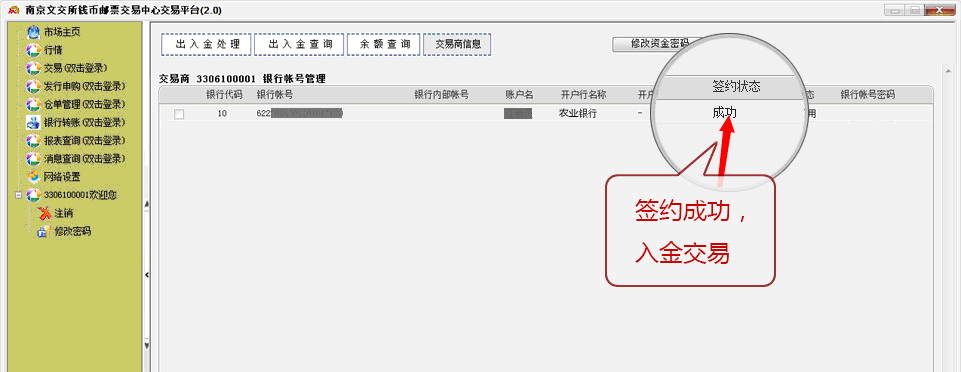 南京文交所钱币邮票交易中心交易平台(2.0)
市场主页
行情
交易(双击登录)
发行申购(双击登录)
仓单管理(双击登录)
银行转账(双击登录)
报表查询(双击登录)
消息查询(双击登录)
网络设置
3306100001欢迎您
注销
修改密码
出入金处理 出入金查询 余额查询 交易商信息 修改资金密码
交易商 3306100001 银行帐号管理
银行代码 银行帐号 银行内部帐号 账户名 开户行名称 开户 签约状态 态 银行帐号密码
10 622 农业银行 - 成功 用
签约成功，
入金交易